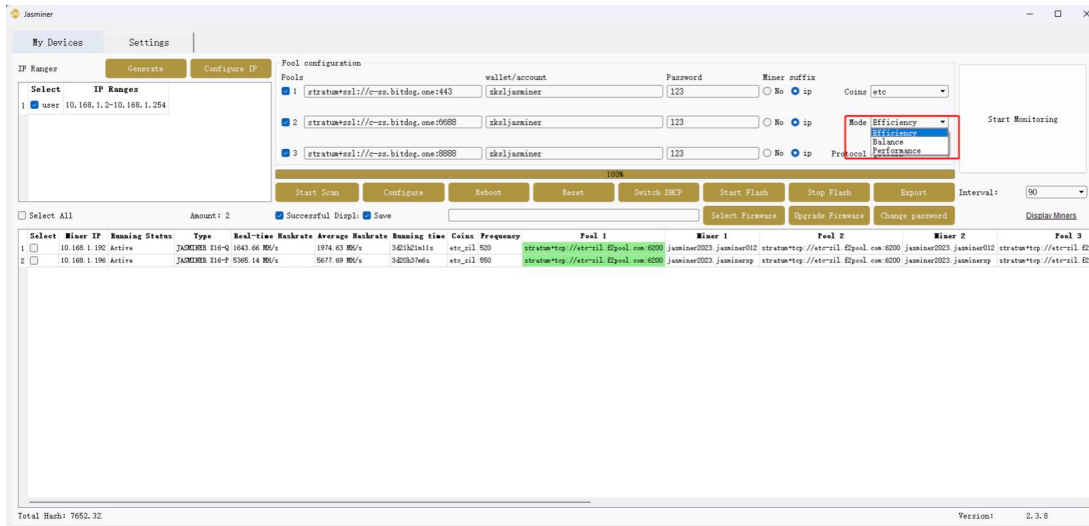 Jasminer
My Devices Settings
IP Ranges Generate Configure IP
Select IP Ranges
1 user 10.168.1.2-10.168.1.254
Pool configuration
Pools wallet/account Password Miner suffix
1 stratum+ssl://c-ss.bitdog.one:443 zksljasminer 123 No ip Coins etc
2 stratum+ssl://c-ss.bitdog.one:6688 zksljasminer 123 No ip Mode Efficiency
Efficiency
Balance
Performance
3 stratum+ssl://c-ss.bitdog.one:8888 zksljasminer 123 No ip Protocol
Start Monitoring
100%
Start Scan Configure Reboot Reset Switch DHCP Start Flash Stop Flash Export Interval: 90
Select All Amount: 2 Successful Displ: Save Select Firmware Upgrade Firmware Change password Display Miners
Select Miner IP Running Status Type Real-time Hashrate Average Hashrate Running time Coins Frequency Pool 1 Miner 1 Pool 2 Miner 2 Pool 3
1 10.168.1.192 Active JASMINER X16-Q 1643.66 MH/s 1974.63 MH/s 3d21h21m11s etc_zil 520 stratum+tcp://etc-zil.f2pool.com:6200 jasminer2023.jasminer012 stratum+tcp://etc-zil.f2pool.com:6200 jasminer2023.jasminer012 stratum+tcp://etc-zil.f2
2 10.168.1.196 Active JASMINER X16-P 5365.14 MH/s 5677.69 MH/s 3d20h37m6s etc_zil 550 stratum+tcp://etc-zil.f2pool.com:6200 jasminer2023.jasminerxp stratum+tcp://etc-zil.f2pool.com:6200 jasminer2023.jasminerxp stratum+tcp://etc-zil.f2
Total Hash: 7652.32 Version: 2.3.8